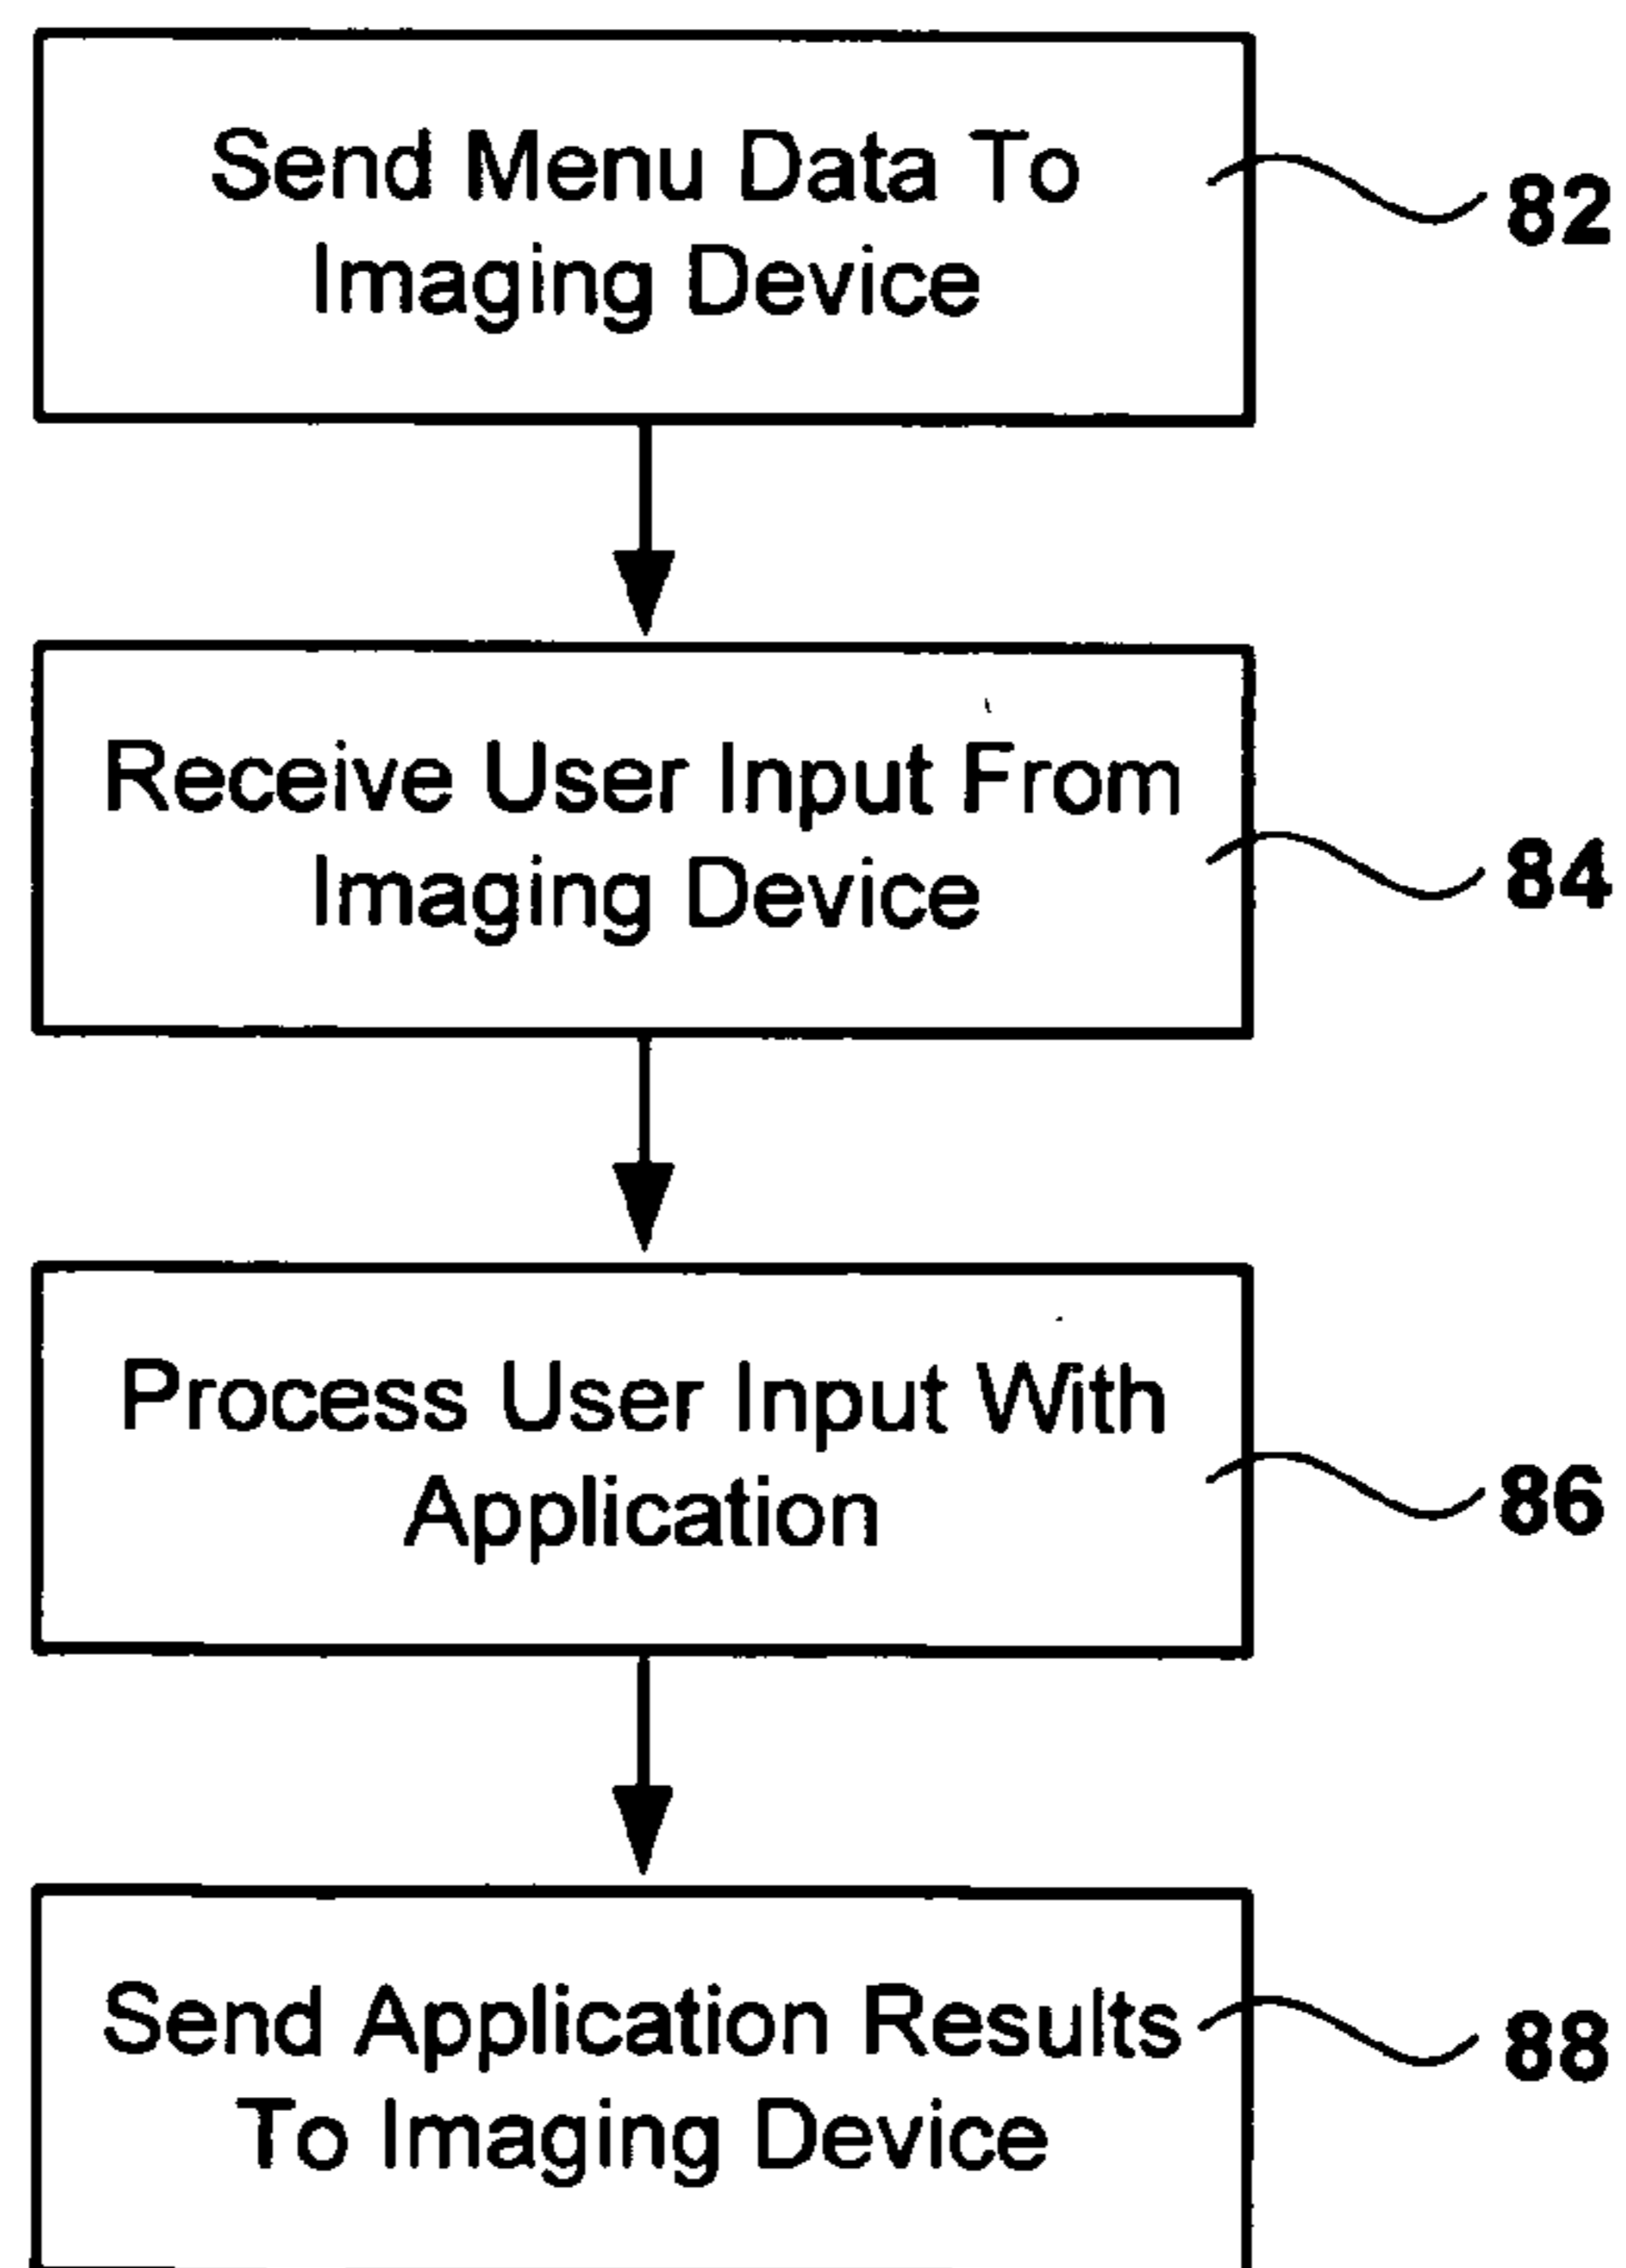 Send Menu Data To
Imaging Device
82
Receive User Input From
Imaging Device
84
Process User Input With
Application
86
Send Application Results
To Imaging Device
88